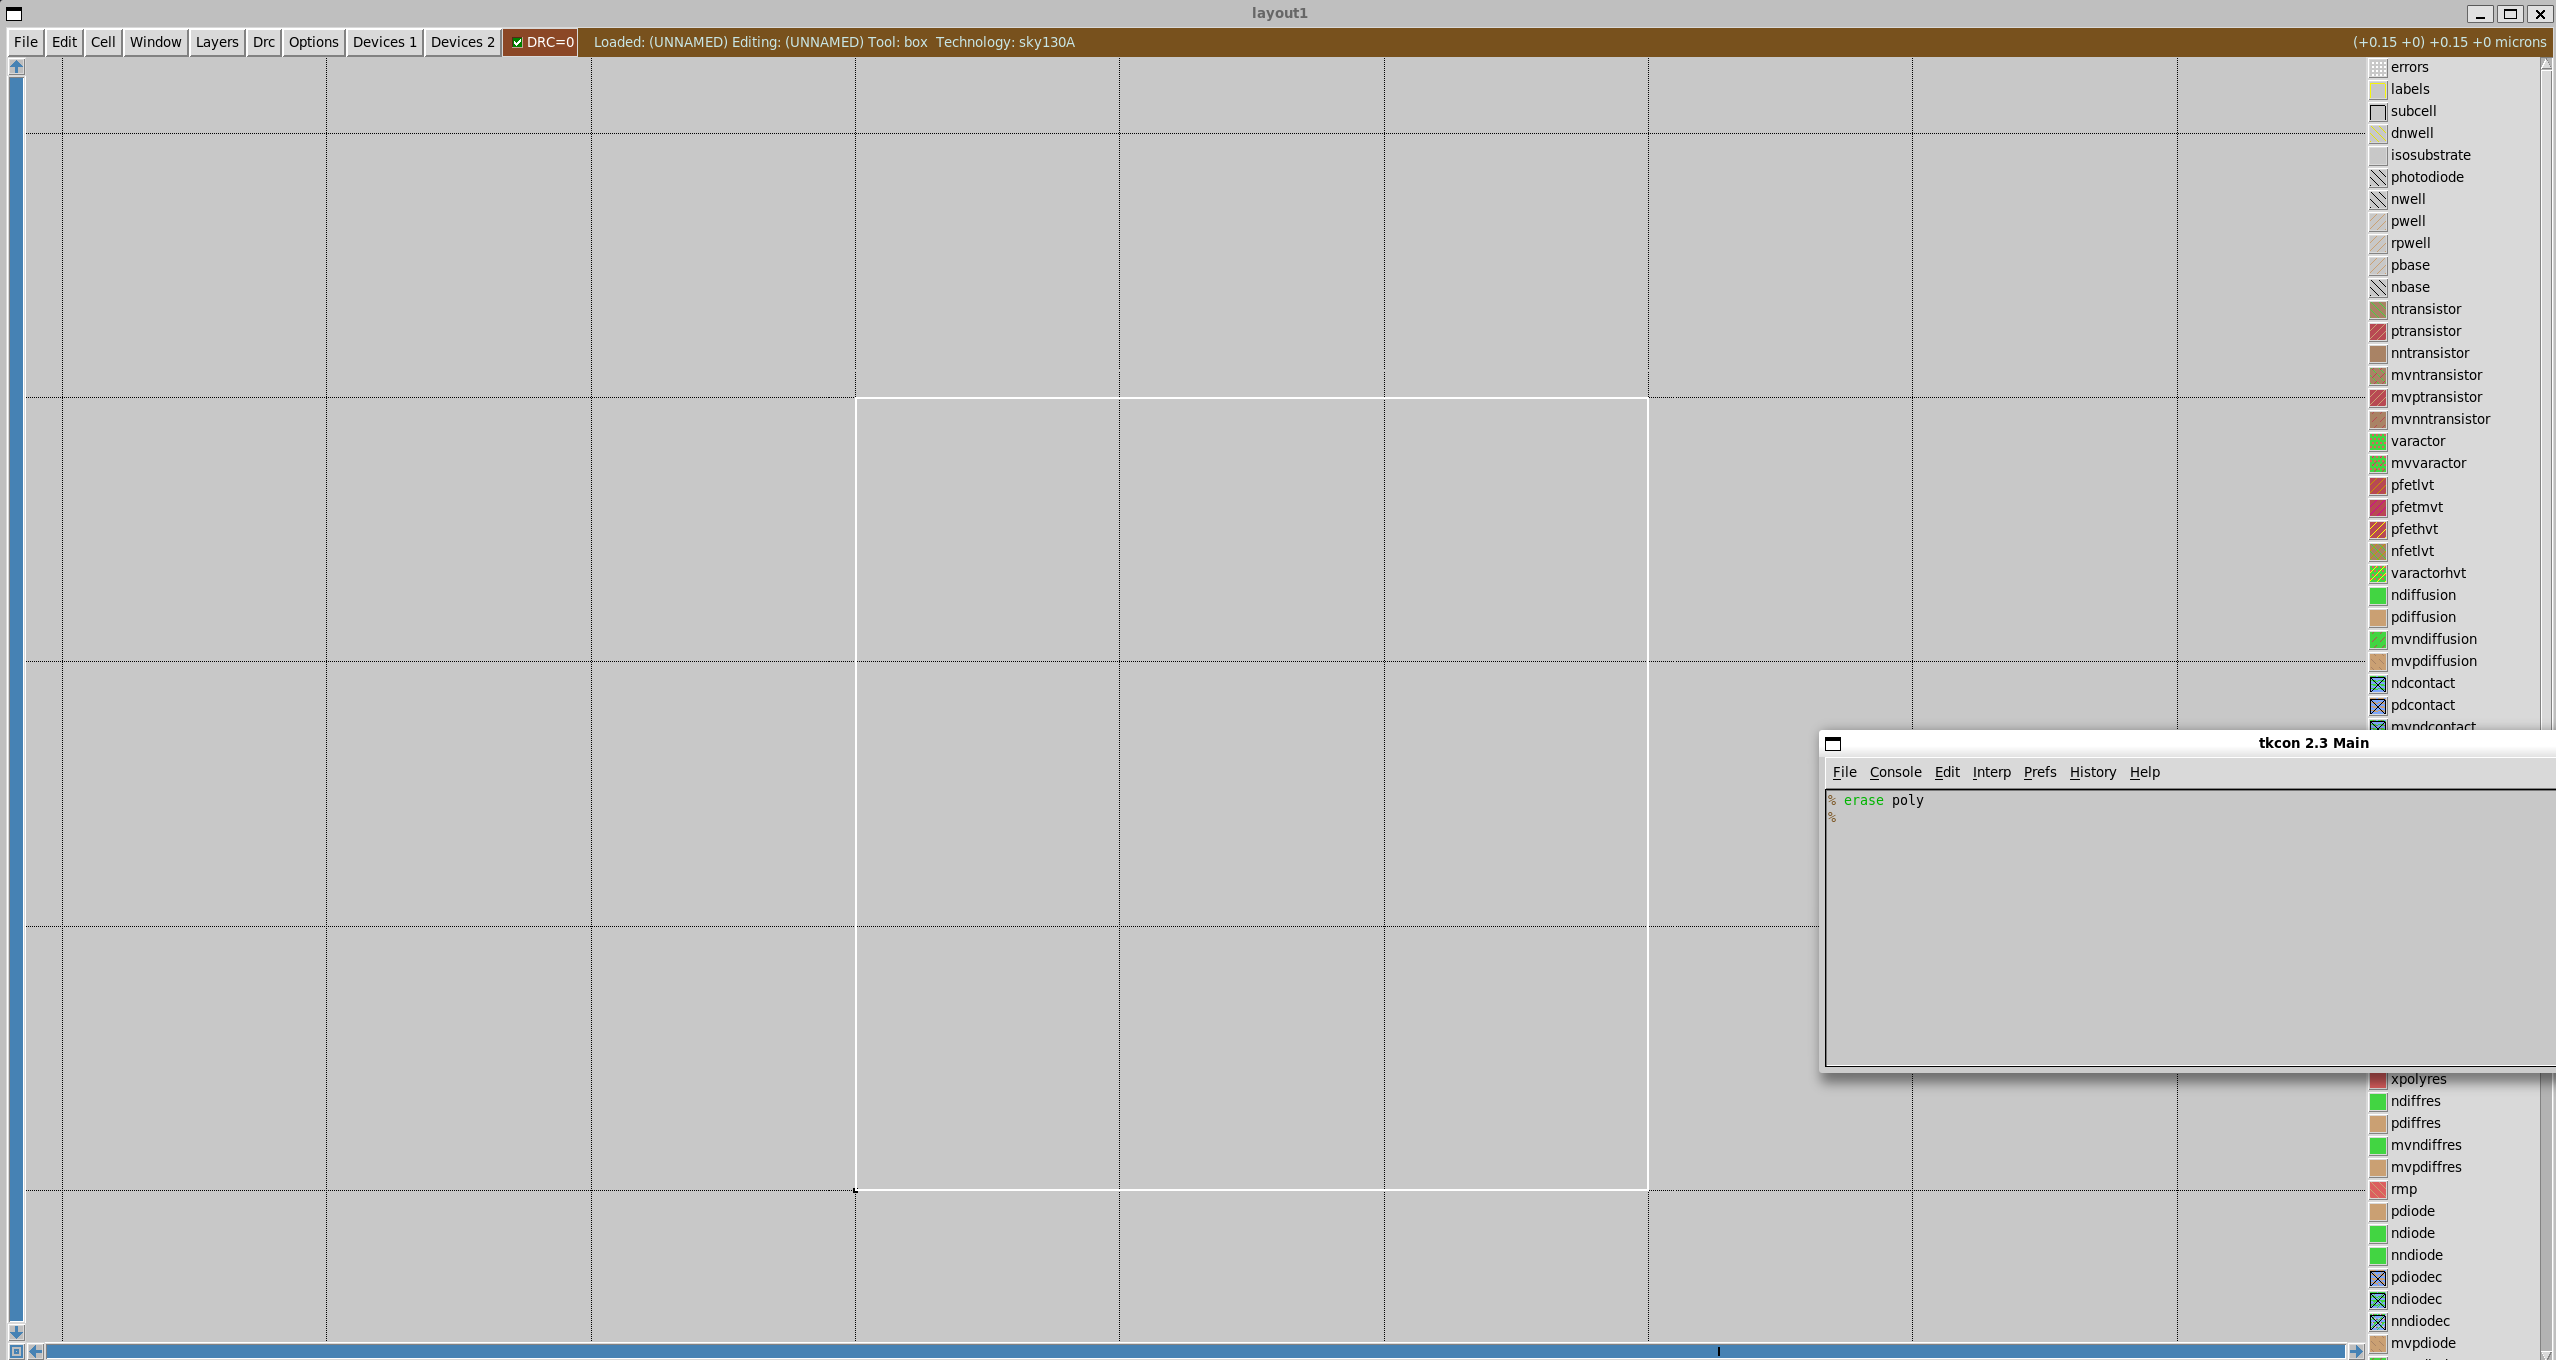 layout1
File Edit Cell Window Layers Drc Options Devices 1 Devices 2 DRC=0 Loaded: (UNNAMED) Editing: (UNNAMED) Tool: box Technology: sky130A (+0.15 +0) +0.15 +0 microns
errors
labels
subcell
dnwell
isosubstrate
photodiode
nwell
pwell
rpwell
pbase
nbase
ntransistor
ptransistor
nntransistor
mvntransistor
mvptransistor
mvnntransistor
varactor
mvvaractor
pfetlvt
pfetmvt
pfethvt
nfetlvt
varactorhvt
ndiffusion
pdiffusion
mvndiffusion
mvpdiffusion
ndcontact
pdcontact
mvndcontact
tkcon 2.3 Main
File Console Edit Interp Prefs History Help
% erase poly
%
xpolyres
ndiffres
pdiffres
mvndiffres
mvpdiffres
rmp
pdiode
ndiode
nndiode
pdiodec
ndiodec
nndiodec
mvpdiode